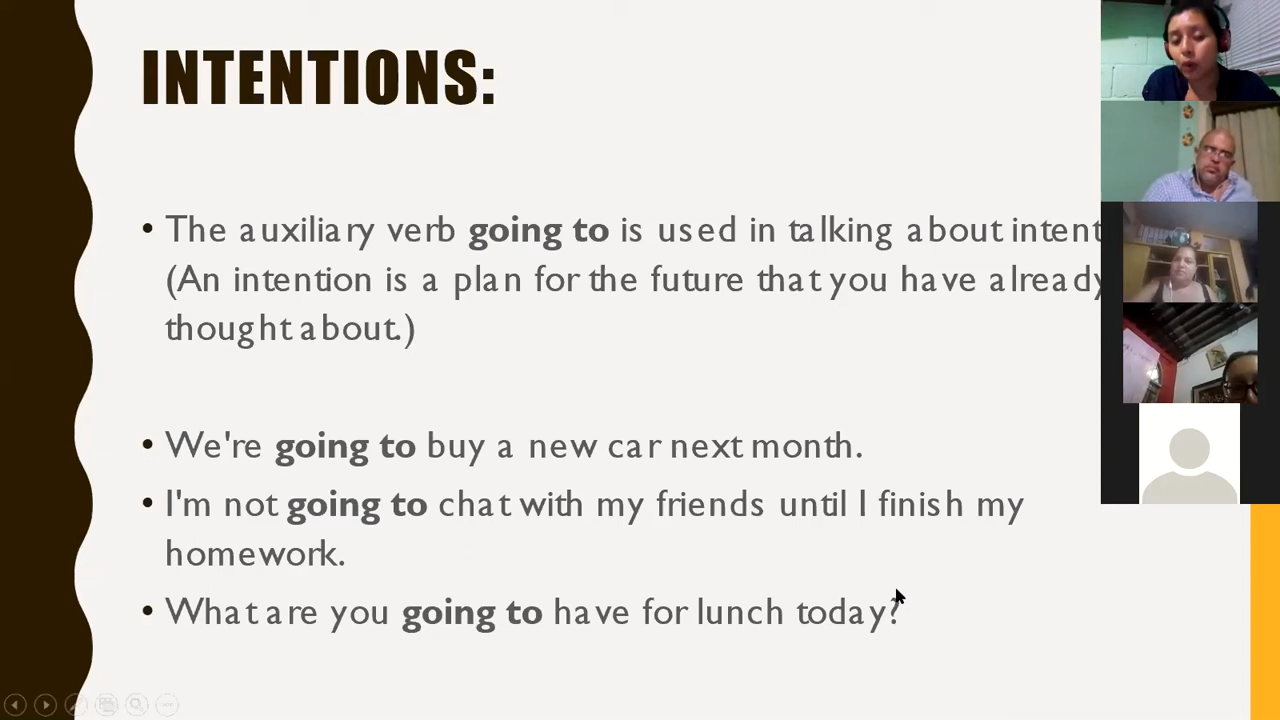 INTENTIONS:
• The auxiliary verb going to is used in talking about
(An intention is a plan for the future that you have already
thought about.)
• We're going to buy a new car next month.
• I'm not going to chat with my friends until I finish my
homework.
• What are you going to have for lunch today?